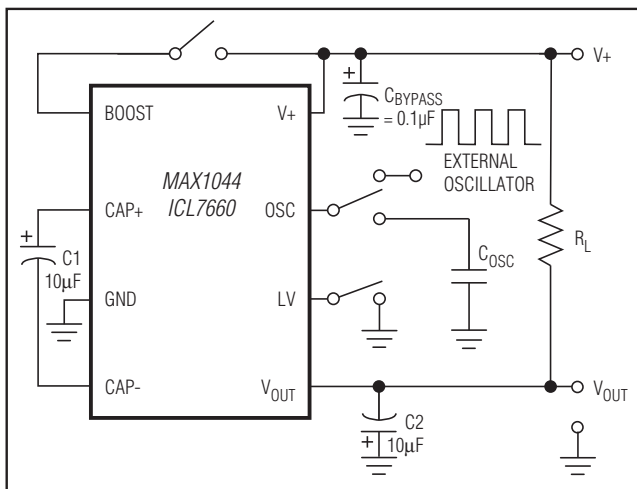 V+
BOOST
V+
+
CBYPASS
= 0.1µF
MAX1044
ICL7660
EXTERNAL
OSCILLATOR
CAP+
OSC
+
C1
10µF
RL
COSC
GND
LV
CAP-
VOUT
VOUT
C2
+
10µF